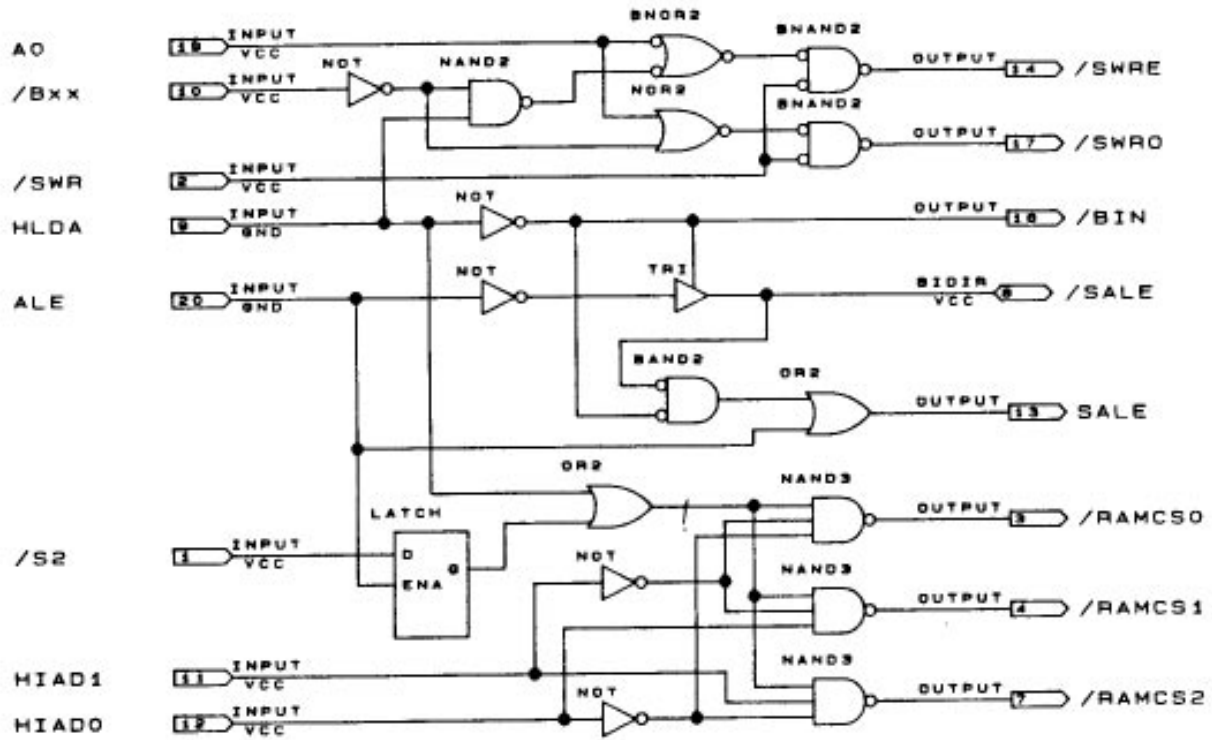 BNOR2
BNAND2
A0 19 INPUT VCC
NOT NAND2
OUTPUT 14 /SWRE
/Bxx 10 INPUT VCC
NOR2 BNAND2
OUTPUT 17 /SWRO
/SWR 2 INPUT VCC
NOT
HLDA 9 INPUT GND
OUTPUT 18 /BIN
NOT TRI
ALE 20 INPUT GND
BIDIR VCC 8 /SALE
BAND2 OR2
OUTPUT 13 SALE
OR2 NAND3
LATCH
OUTPUT 3 /RAMCS0
/S2 1 INPUT VCC
D Q
ENA
NOT NAND3
OUTPUT 4 /RAMCS1
NAND3
HIAD1 11 INPUT VCC
NOT
OUTPUT 7 /RAMCS2
HIAD0 12 INPUT VCC